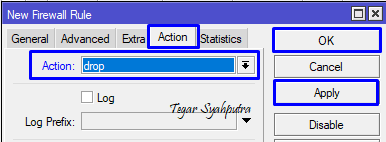 New Firewall Rule
General Advanced Extra Action Statistics
OK
Action: drop
Cancel
Log
Apply
Log Prefix:
Tegar Syahputra
Disable